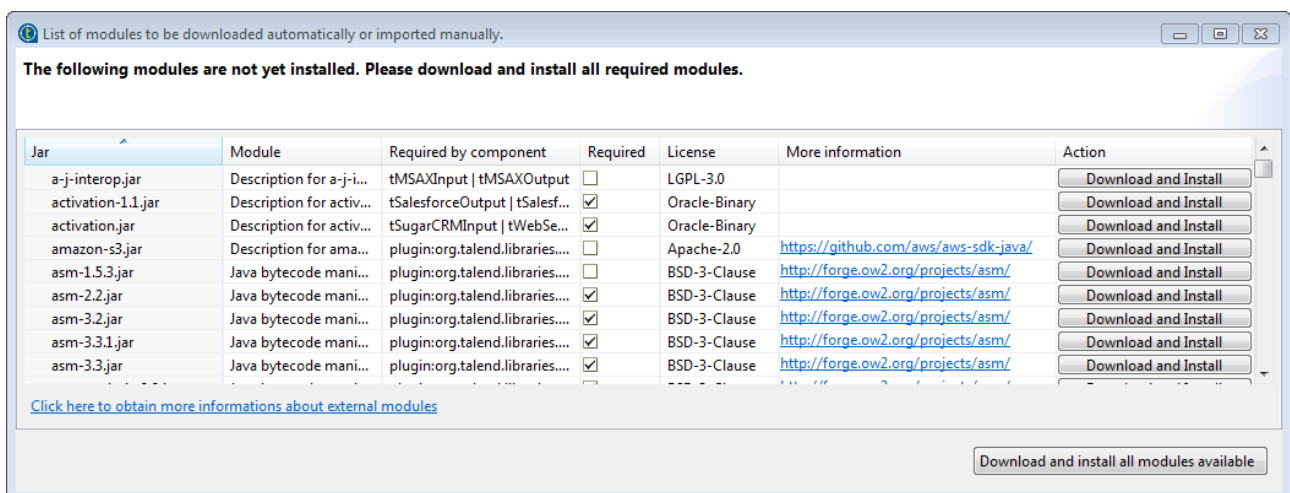 List of modules to be downloaded automatically or imported manually.
The following modules are not yet installed. Please download and install all required modules.
Jar Module Required by component Required License More information Action
a-j-interop.jar Description for a-j-i... tMSAXInput | tMSAXOutput LGPL-3.0 Download and Install
activation-1.1.jar Description for activ... tSalesforceOutput | tSalesf... Oracle-Binary Download and Install
activation.jar Description for activ... tSugarCRMInput | tWebSe... Oracle-Binary Download and Install
amazon-s3.jar Description for ama... plugin:org.talend.libraries.... Apache-2.0 https://github.com/aws/aws-sdk-java/ Download and Install
asm-1.5.3.jar Java bytecode mani... plugin:org.talend.libraries.... BSD-3-Clause http://forge.ow2.org/projects/asm/ Download and Install
asm-2.2.jar Java bytecode mani... plugin:org.talend.libraries.... BSD-3-Clause http://forge.ow2.org/projects/asm/ Download and Install
asm-3.2.jar Java bytecode mani... plugin:org.talend.libraries.... BSD-3-Clause http://forge.ow2.org/projects/asm/ Download and Install
asm-3.3.1.jar Java bytecode mani... plugin:org.talend.libraries.... BSD-3-Clause http://forge.ow2.org/projects/asm/ Download and Install
asm-3.3.jar Java bytecode mani... plugin:org.talend.libraries.... BSD-3-Clause http://forge.ow2.org/projects/asm/ Download and Install
Click here to obtain more informations about external modules
Download and install all modules available